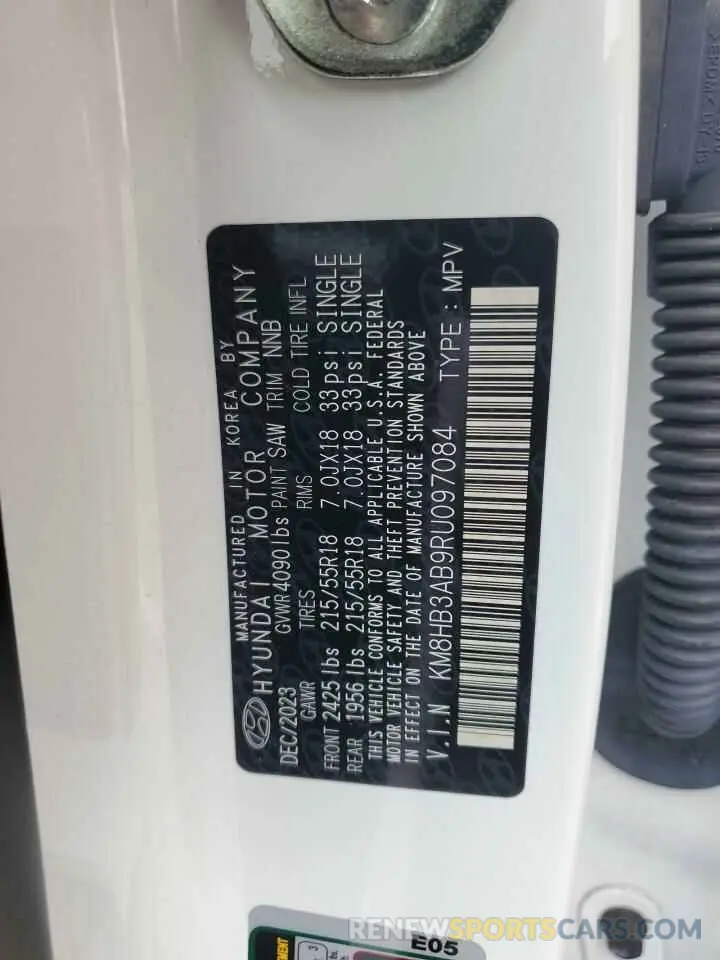 MANUFACTURED IN KOREA BY
HYUNDAI MOTOR COMPANY
DEC/2023 GVWR 4090 lbs PAINT SAW TRIM NNB
GAWR TIRES RIMS COLD TIRE INFL
FRONT 2425 lbs 215/55R18 7.0JX18 33psi SINGLE
REAR 1956 lbs 215/55R18 7.0JX18 33psi SINGLE
THIS VEHICLE CONFORMS TO ALL APPLICABLE U.S.A. FEDERAL
MOTOR VEHICLE SAFETY AND THEFT PREVENTION STANDARDS
IN EFFECT ON THE DATE OF MANUFACTURE SHOWN ABOVE
V.I.N KM8HB3AB9RU097084 TYPE : MPV
E05
RENEWSPORTSCARS.COM